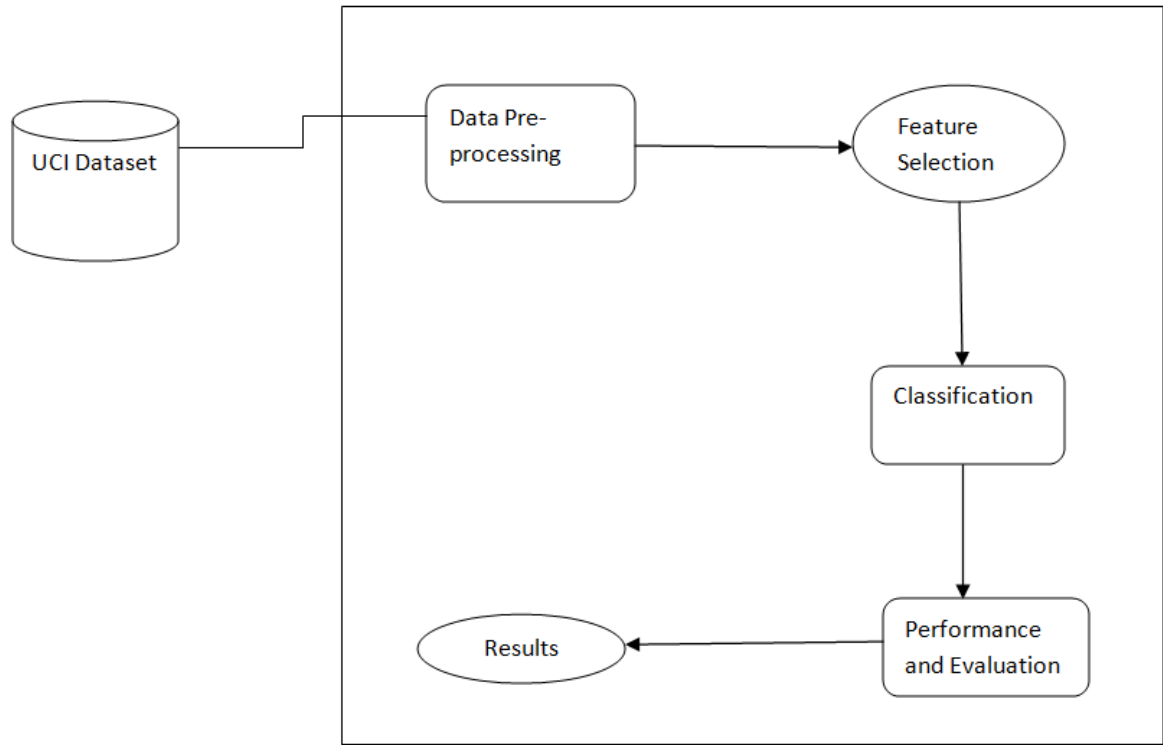 UCI Dataset
Data Pre-
processing
Feature
Selection
Classification
Performance
and Evaluation
Results